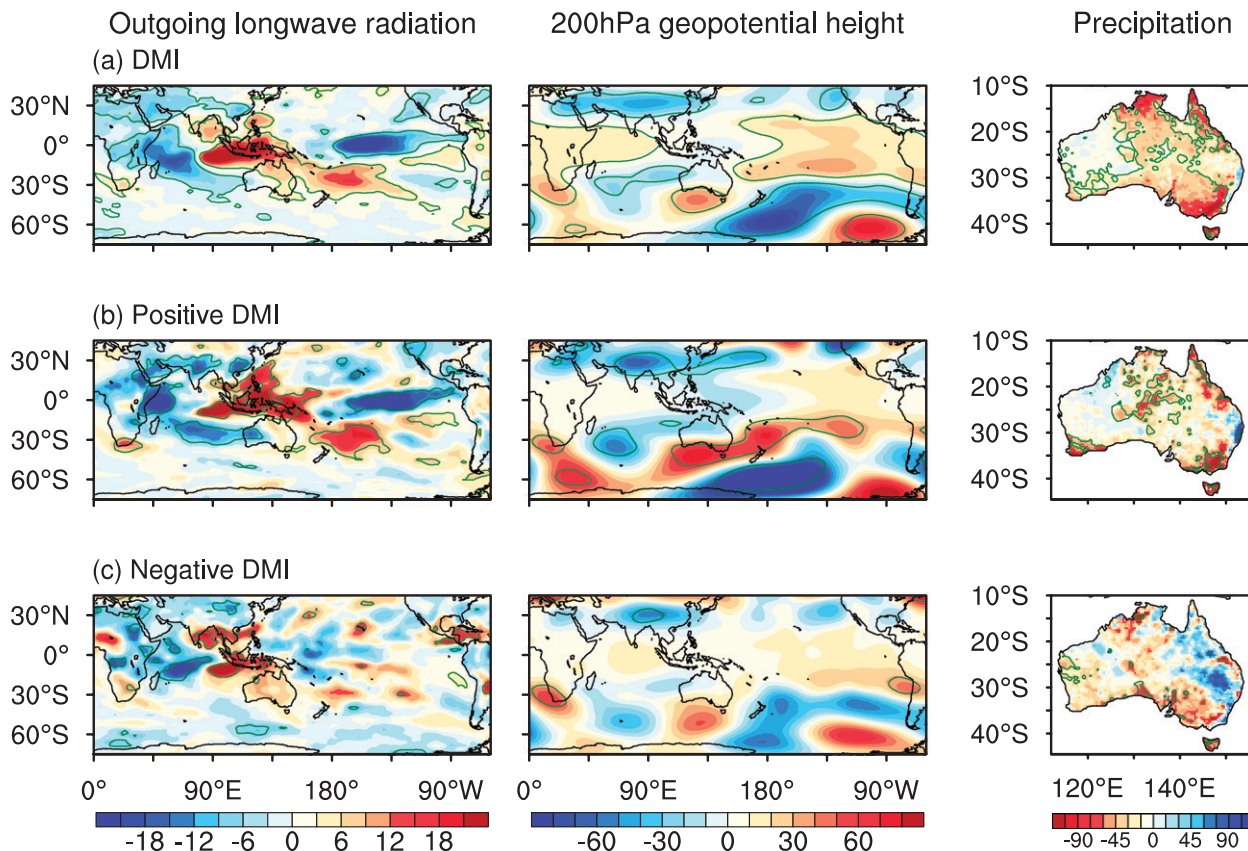 Outgoing longwave radiation 200hPa geopotential height Precipitation
(a) DMI
30°N 0° 30°S 60°S
10°S 20°S 30°S 40°S
(b) Positive DMI
30°N 0° 30°S 60°S
10°S 20°S 30°S 40°S
(c) Negative DMI
30°N 0° 30°S 60°S
10°S 20°S 30°S 40°S
0° 90°E 180° 90°W 0° 90°E 180° 90°W 120°E 140°E
-18 -12 -6 0 6 12 18 -60 -30 0 30 60 -90 -45 0 45 90